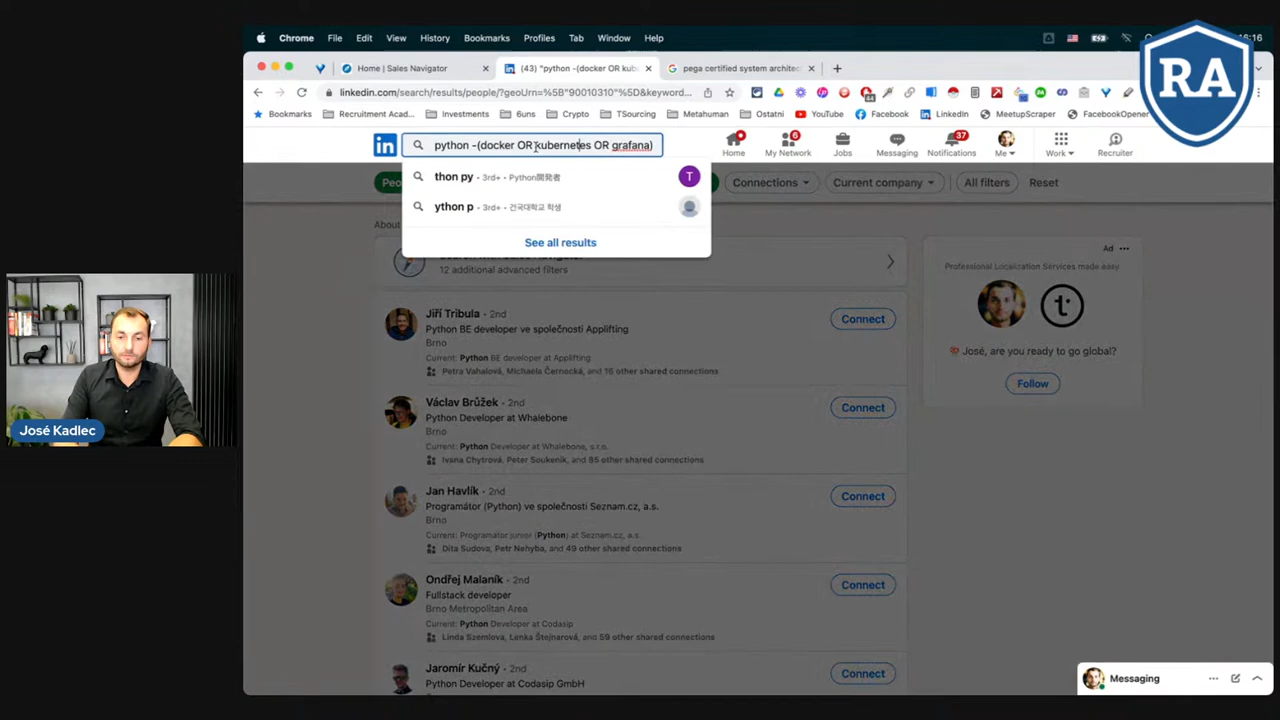 Chrome File Edit View History Bookmarks Profiles Tab Window Help
16:16
RA
Home | Sales Navigator
(43) "python -(docker OR kub
pega certified system architec
linkedin.com/search/results/people/?geoUrn=%5B"90010310"%5D&keyword...
Bookmarks Recruitment Acad... Investments 6uns Crypto TSourcing Metahuman Ostatni YouTube Facebook Linkedin MeetupScraper FacebookOpener
in
python -(docker OR kubernetes OR grafana)
Home
6
My Network
Jobs
Messaging
37
Notifications
Me
Work
Recruiter
thon py - 3rd+ • Python開発者
T
ython p - 3rd+ • 건국대학교 학생
See all results
Peo
Connections
Current company
All filters
Reset
About
12 additional advanced filters
Jiří Tribula • 2nd
Python BE developer ve společnosti Applifting
Brno
Current: Python BE developer at Applifting
Petra Vahalová, Michaela Černocká, and 16 other shared connections
Connect
Václav Brůžek • 2nd
Python Developer at Whalebone
Brno
Current: Python Developer at Whalebone, s.r.o.
Ivana Chytrová, Peter Soukeník, and 85 other shared connections
Connect
Jan Havlík • 2nd
Programátor (Python) ve společnosti Seznam.cz, a.s.
Brno
Current: Programátor junior (Python) at Seznam.cz, a.s.
Dita Sudova, Petr Nehyba, and 49 other shared connections
Connect
Ondřej Malaník • 2nd
Fullstack developer
Brno Metropolitan Area
Current: Python Developer at Codasip
Linda Szemlova, Lenka Štejnarová, and 59 other shared connections
Connect
Jaromír Kučný • 2nd
Python Developer at Codasip GmbH
Connect
Ad
Professional Localization Services made easy
t
José, are you ready to go global?
Follow
Messaging
José Kadlec